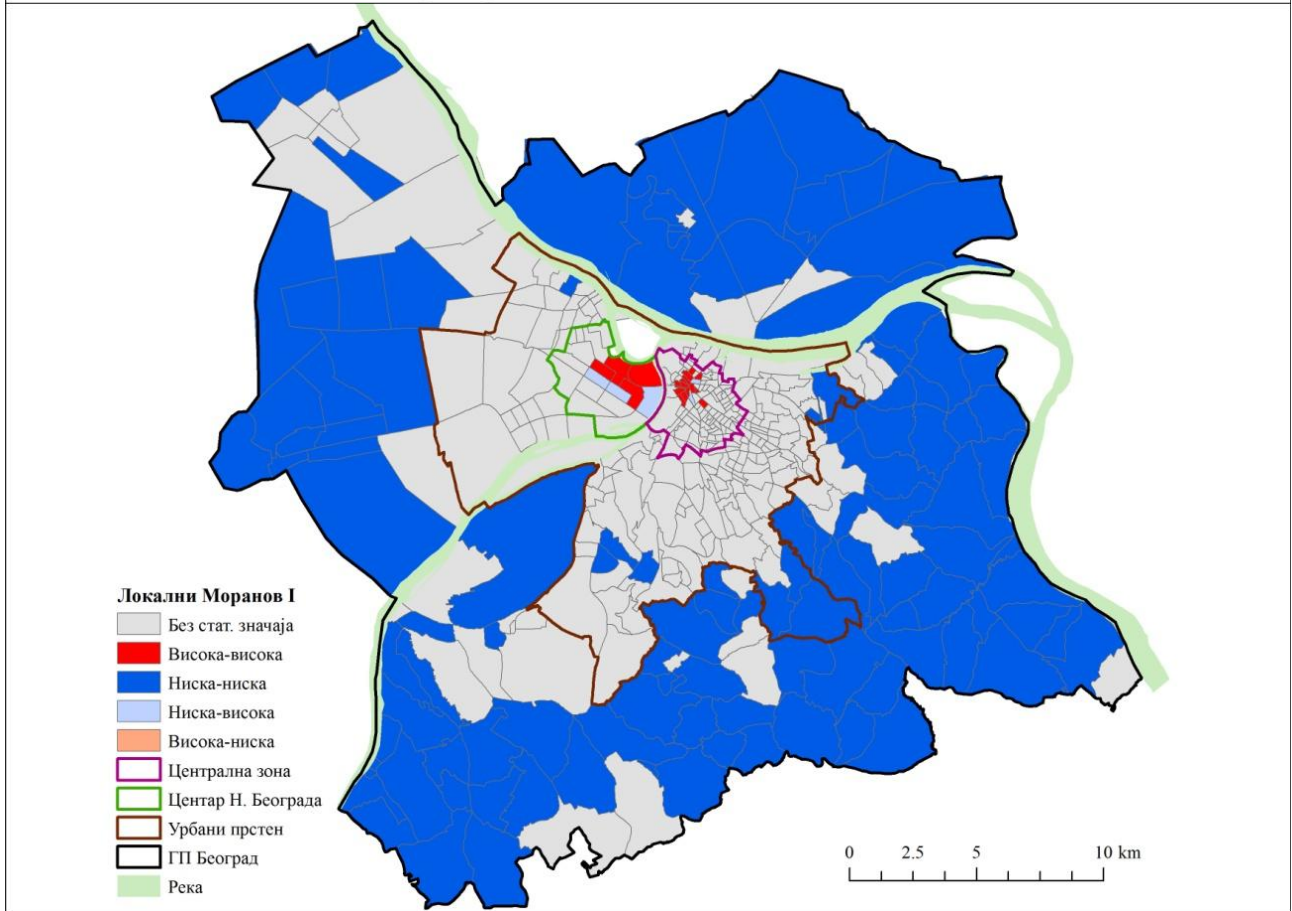 Локални Моранов I
Без стат. значаја
Висока-висока
Ниска-ниска
Ниска-висока
Висока-ниска
Централна зона
Центар Н. Београда
Урбани прстен
ГП Београд
Река
0 2.5 5 10 km